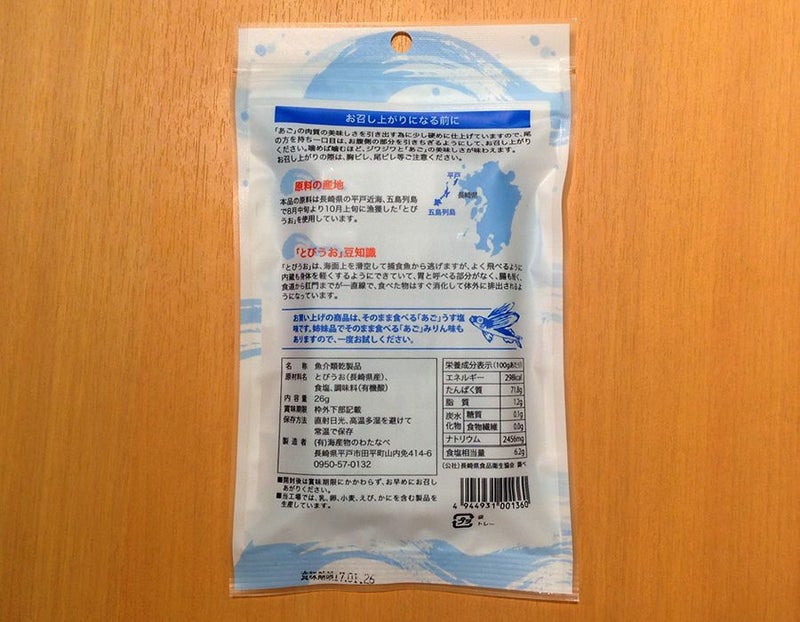 お召し上がりになる前に
「あご」の肉質の美味しさを引き出す為に少し硬めに仕上げていますので、尾
の方を持ち一口目は、お腹側の部分を引きちぎるようにして、お召し上がり
ください。噛めば噛むほど、ジワジワと「あご」の美味しさが味わえます。
お召し上がりの際は、胸ビレ、尾ビレ等ご注意ください。
原料の産地
本品の原料は長崎県の平戸近海、五島列島
で8月中旬より10月上旬に漁獲した「とび
うお」を使用しています。
平戸
長崎県
五島列島
「とびうお」豆知識
「とびうお」は、海面上を滑空して捕食魚から逃げますが、よく飛べるように
内臓も身体を軽くするようにできていて、胃と呼べる部分がなく、腸も短く、
食道から肛門までが一直線で、食べた物はすぐ消化して体外に排出されるよ
うになっています。
お買い上げの商品は、そのまま食べる「あご」うす塩
味です。姉妹品でそのまま食べる「あご」みりん味も
ありますので、一度お試しください。
名 称 魚介類乾製品
原材料名 とびうお(長崎県産)、
食塩、調味料(有機酸)
内容量 26g
賞味期限 枠外下部記載
保存方法 直射日光、高温多湿を避けて
常温で保存
製造者 (有)海産物のわたなべ
長崎県平戸市田平町山内免414-6
0950-57-0132
栄養成分表示(100gあたり)
エネルギー 298kcal
たんぱく質 71.8g
脂 質 1.2g
炭水化物 糖質 0.1g
食物繊維 0.0g
ナトリウム 2456mg
食塩相当量 6.2g
(公社)長崎県食品衛生協会 調べ
■開封後は賞味期限にかかわらず、お早めにお召し
あがりください。
■当工場では、乳、卵、小麦、えび、かにを含む製品を
生産しています。
4 944931 001360
プラ
袋
トレー
賞味期限17.01.26